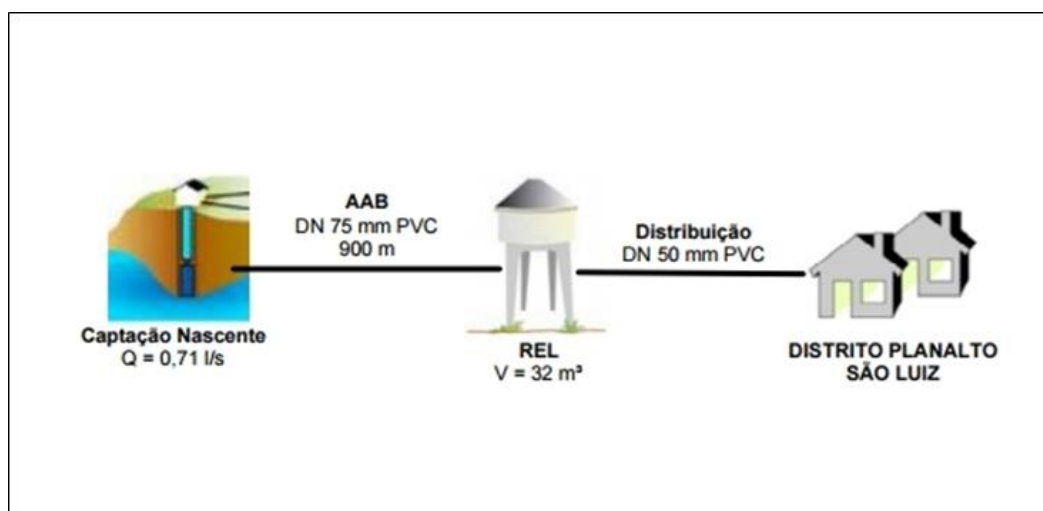 AAB
DN 75 mm PVC
900 m
Distribuição
DN 50 mm PVC
Captação Nascente
Q = 0,71 l/s
REL
V = 32 m³
DISTRITO PLANALTO
SÃO LUIZ